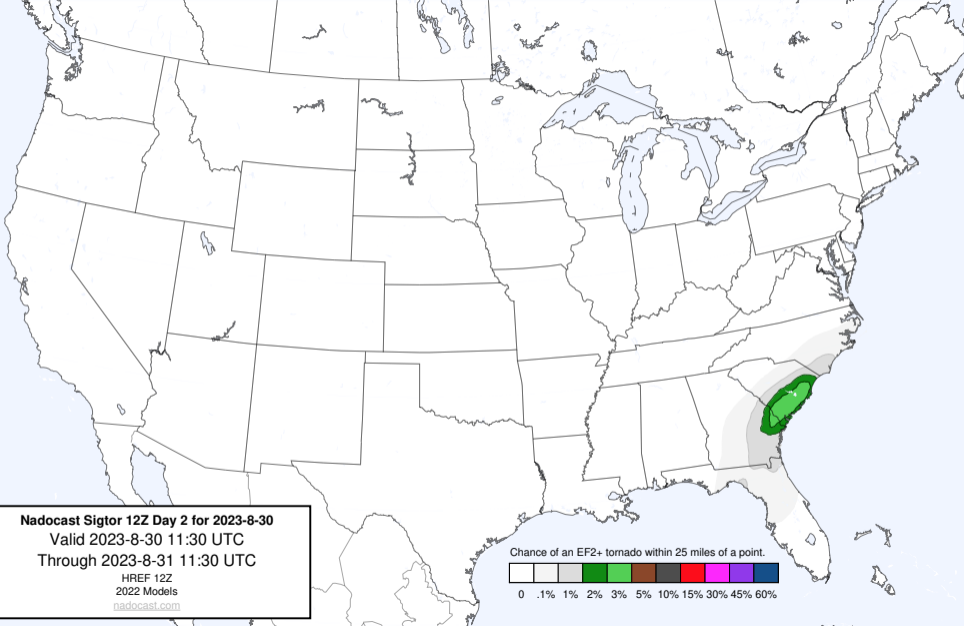 Nadocast Sigtor 12Z Day 2 for 2023-8-30
Valid 2023-8-30 11:30 UTC
Through 2023-8-31 11:30 UTC
HREF 12Z
2022 Models
nadocast.com
Chance of an EF2+ tornado within 25 miles of a point.
0 .1% 1% 2% 3% 5% 10% 15% 30% 45% 60%